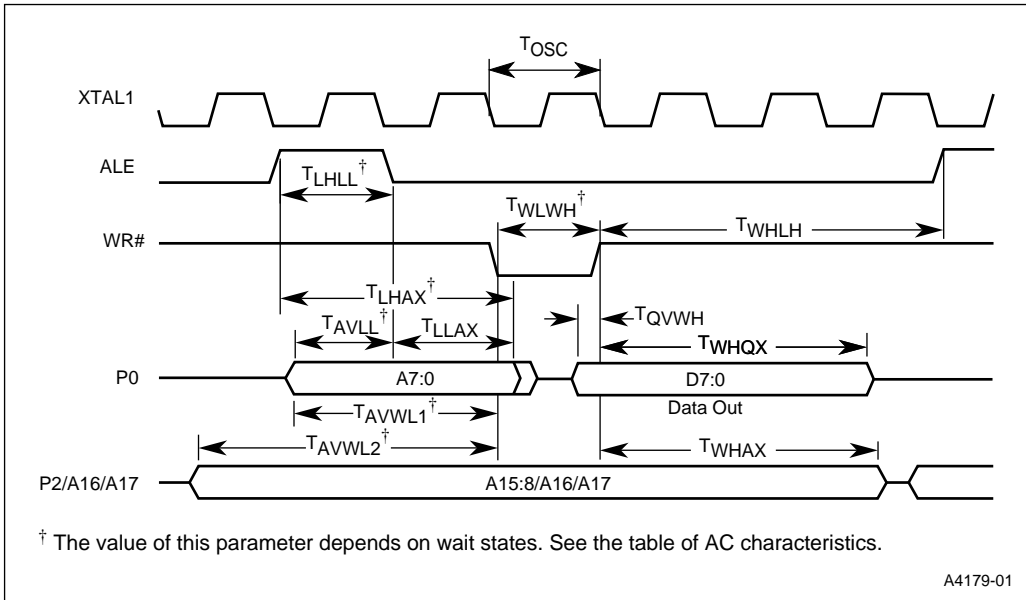 TOSC
XTAL1
ALE
TLHLL†
TWLWH†
WR#
TWHLH
TLHAX†
TAVLL†
TLLAX
TQVWH
TWHQX
P0
A7:0
D7:0
Data Out
TAVWL1†
TAVWL2†
TWHAX
P2/A16/A17
A15:8/A16/A17
† The value of this parameter depends on wait states. See the table of AC characteristics.
A4179-01